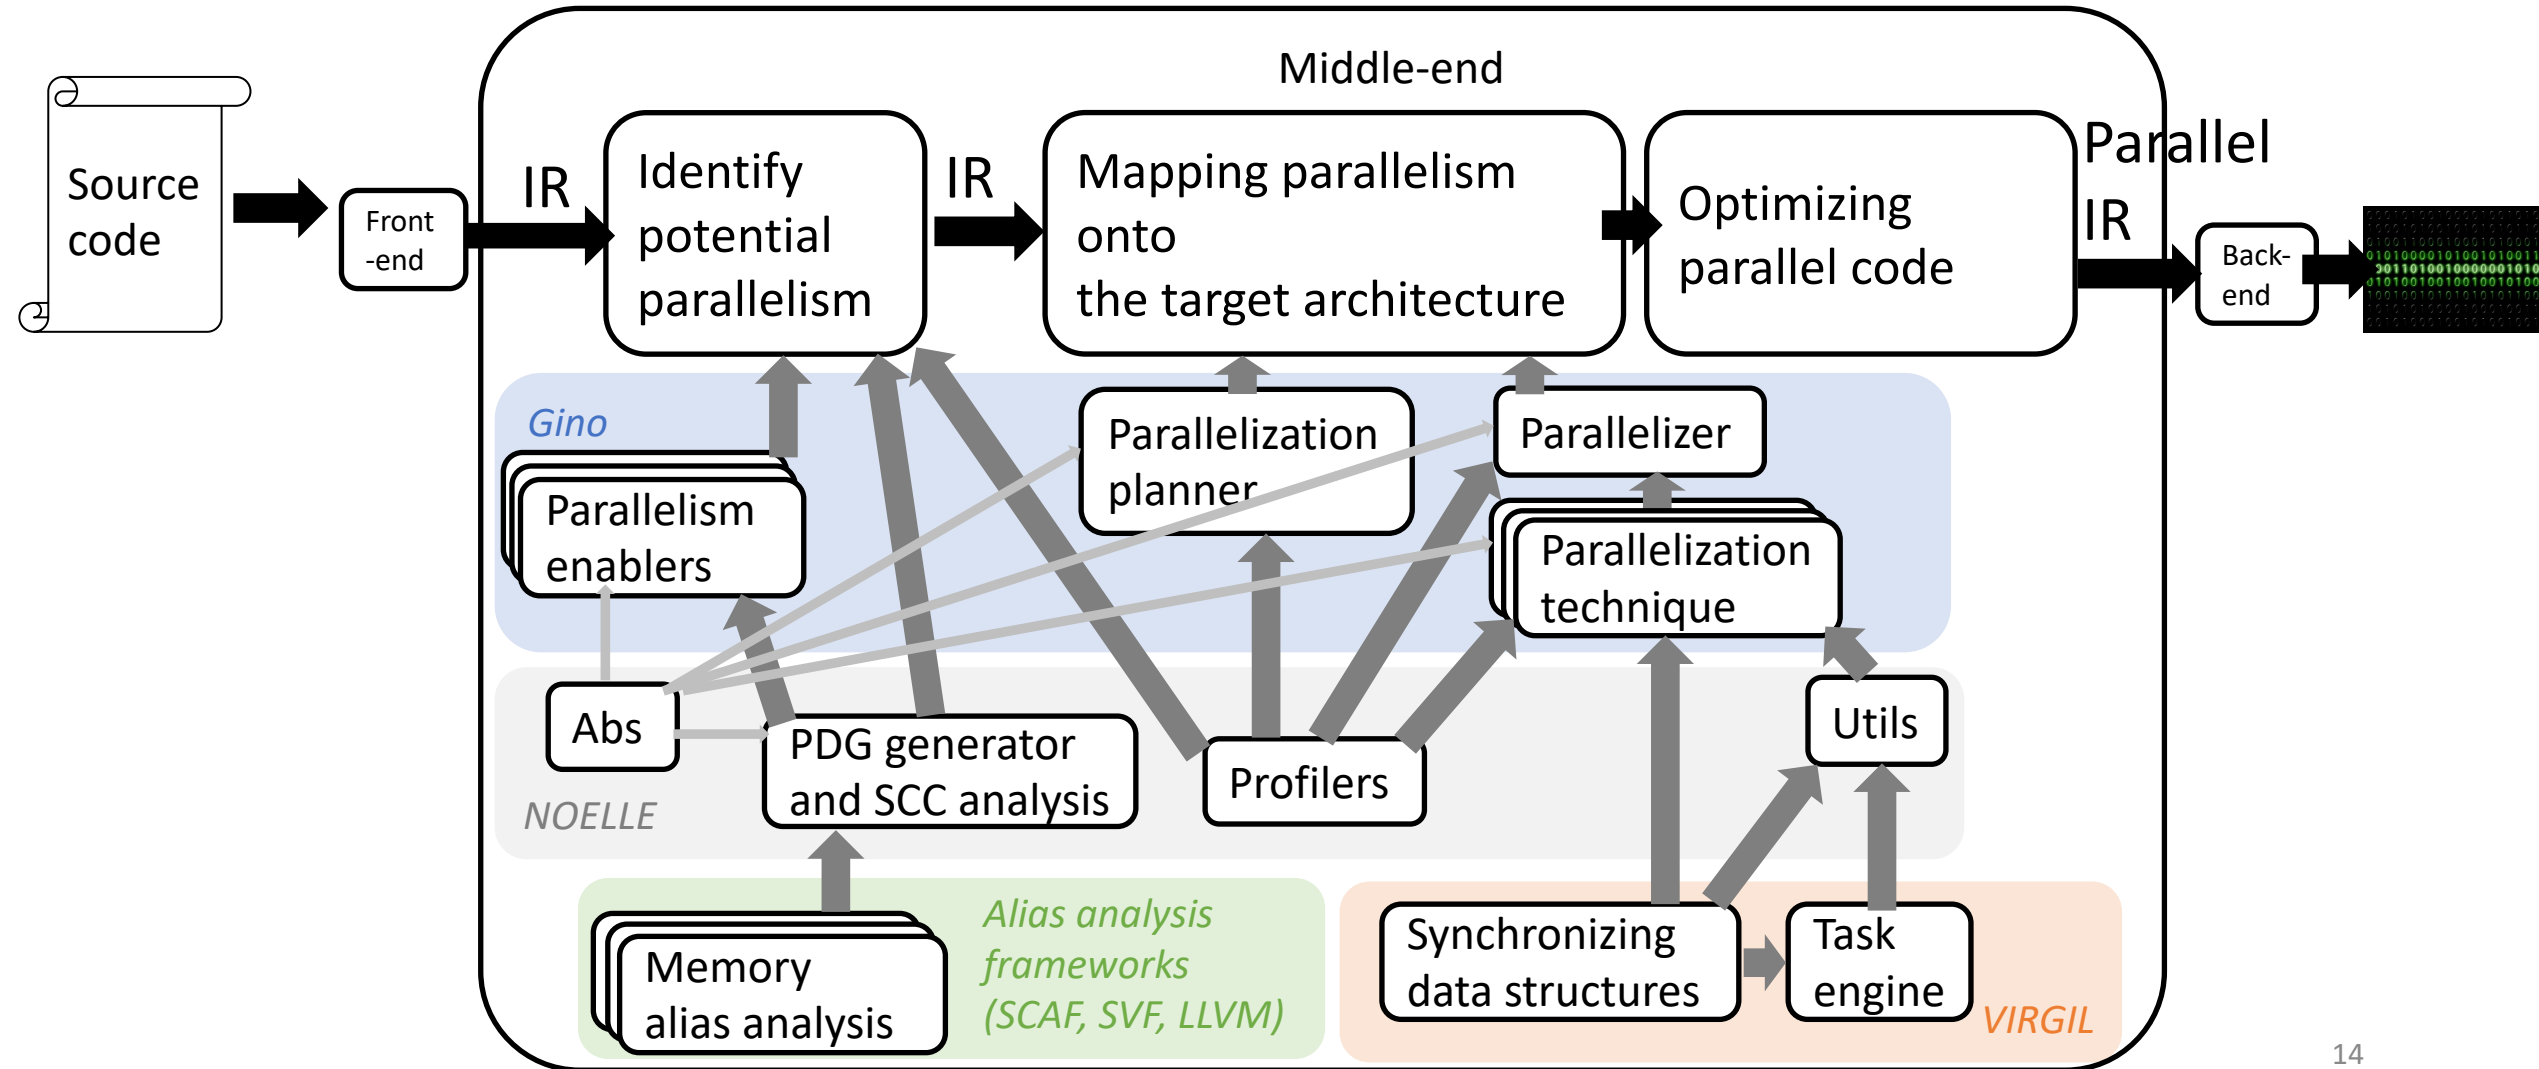 Middle-end
Source
code
Front
-end
IR
Identify
potential
parallelism
IR
Mapping parallelism
onto
the target architecture
Optimizing
parallel code
Parallel
IR
Back-
end
Gino
Parallelism
enablers
Parallelization
planner
Parallelizer
Parallelization
technique
Abs
NOELLE
PDG generator
and SCC analysis
Profilers
Utils
Memory
alias analysis
Alias analysis
frameworks
(SCAF, SVF, LLVM)
Synchronizing
data structures
Task
engine
VIRGIL
14